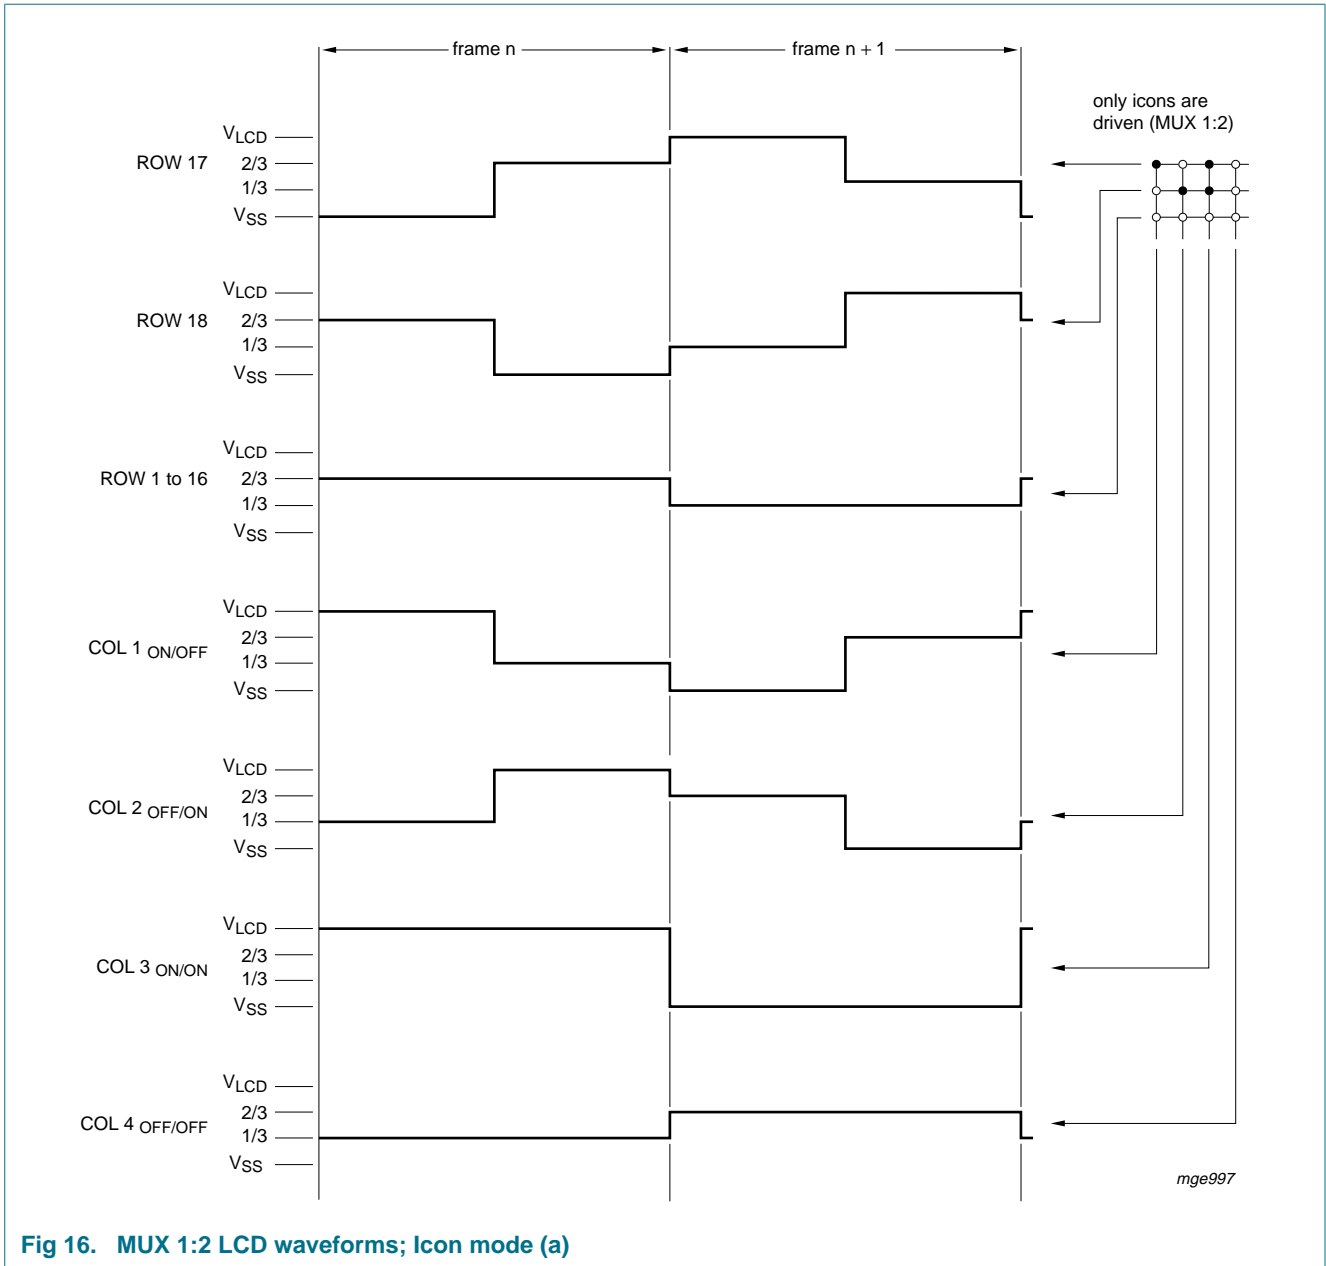 frame n
frame n + 1
only icons are
driven (MUX 1:2)
ROW 17
VLCD
2/3
1/3
VSS
ROW 18
VLCD
2/3
1/3
VSS
ROW 1 to 16
VLCD
2/3
1/3
VSS
COL 1 ON/OFF
VLCD
2/3
1/3
VSS
COL 2 OFF/ON
VLCD
2/3
1/3
VSS
COL 3 ON/ON
VLCD
2/3
1/3
VSS
COL 4 OFF/OFF
VLCD
2/3
1/3
VSS
mge997
Fig 16. MUX 1:2 LCD waveforms; Icon mode (a)